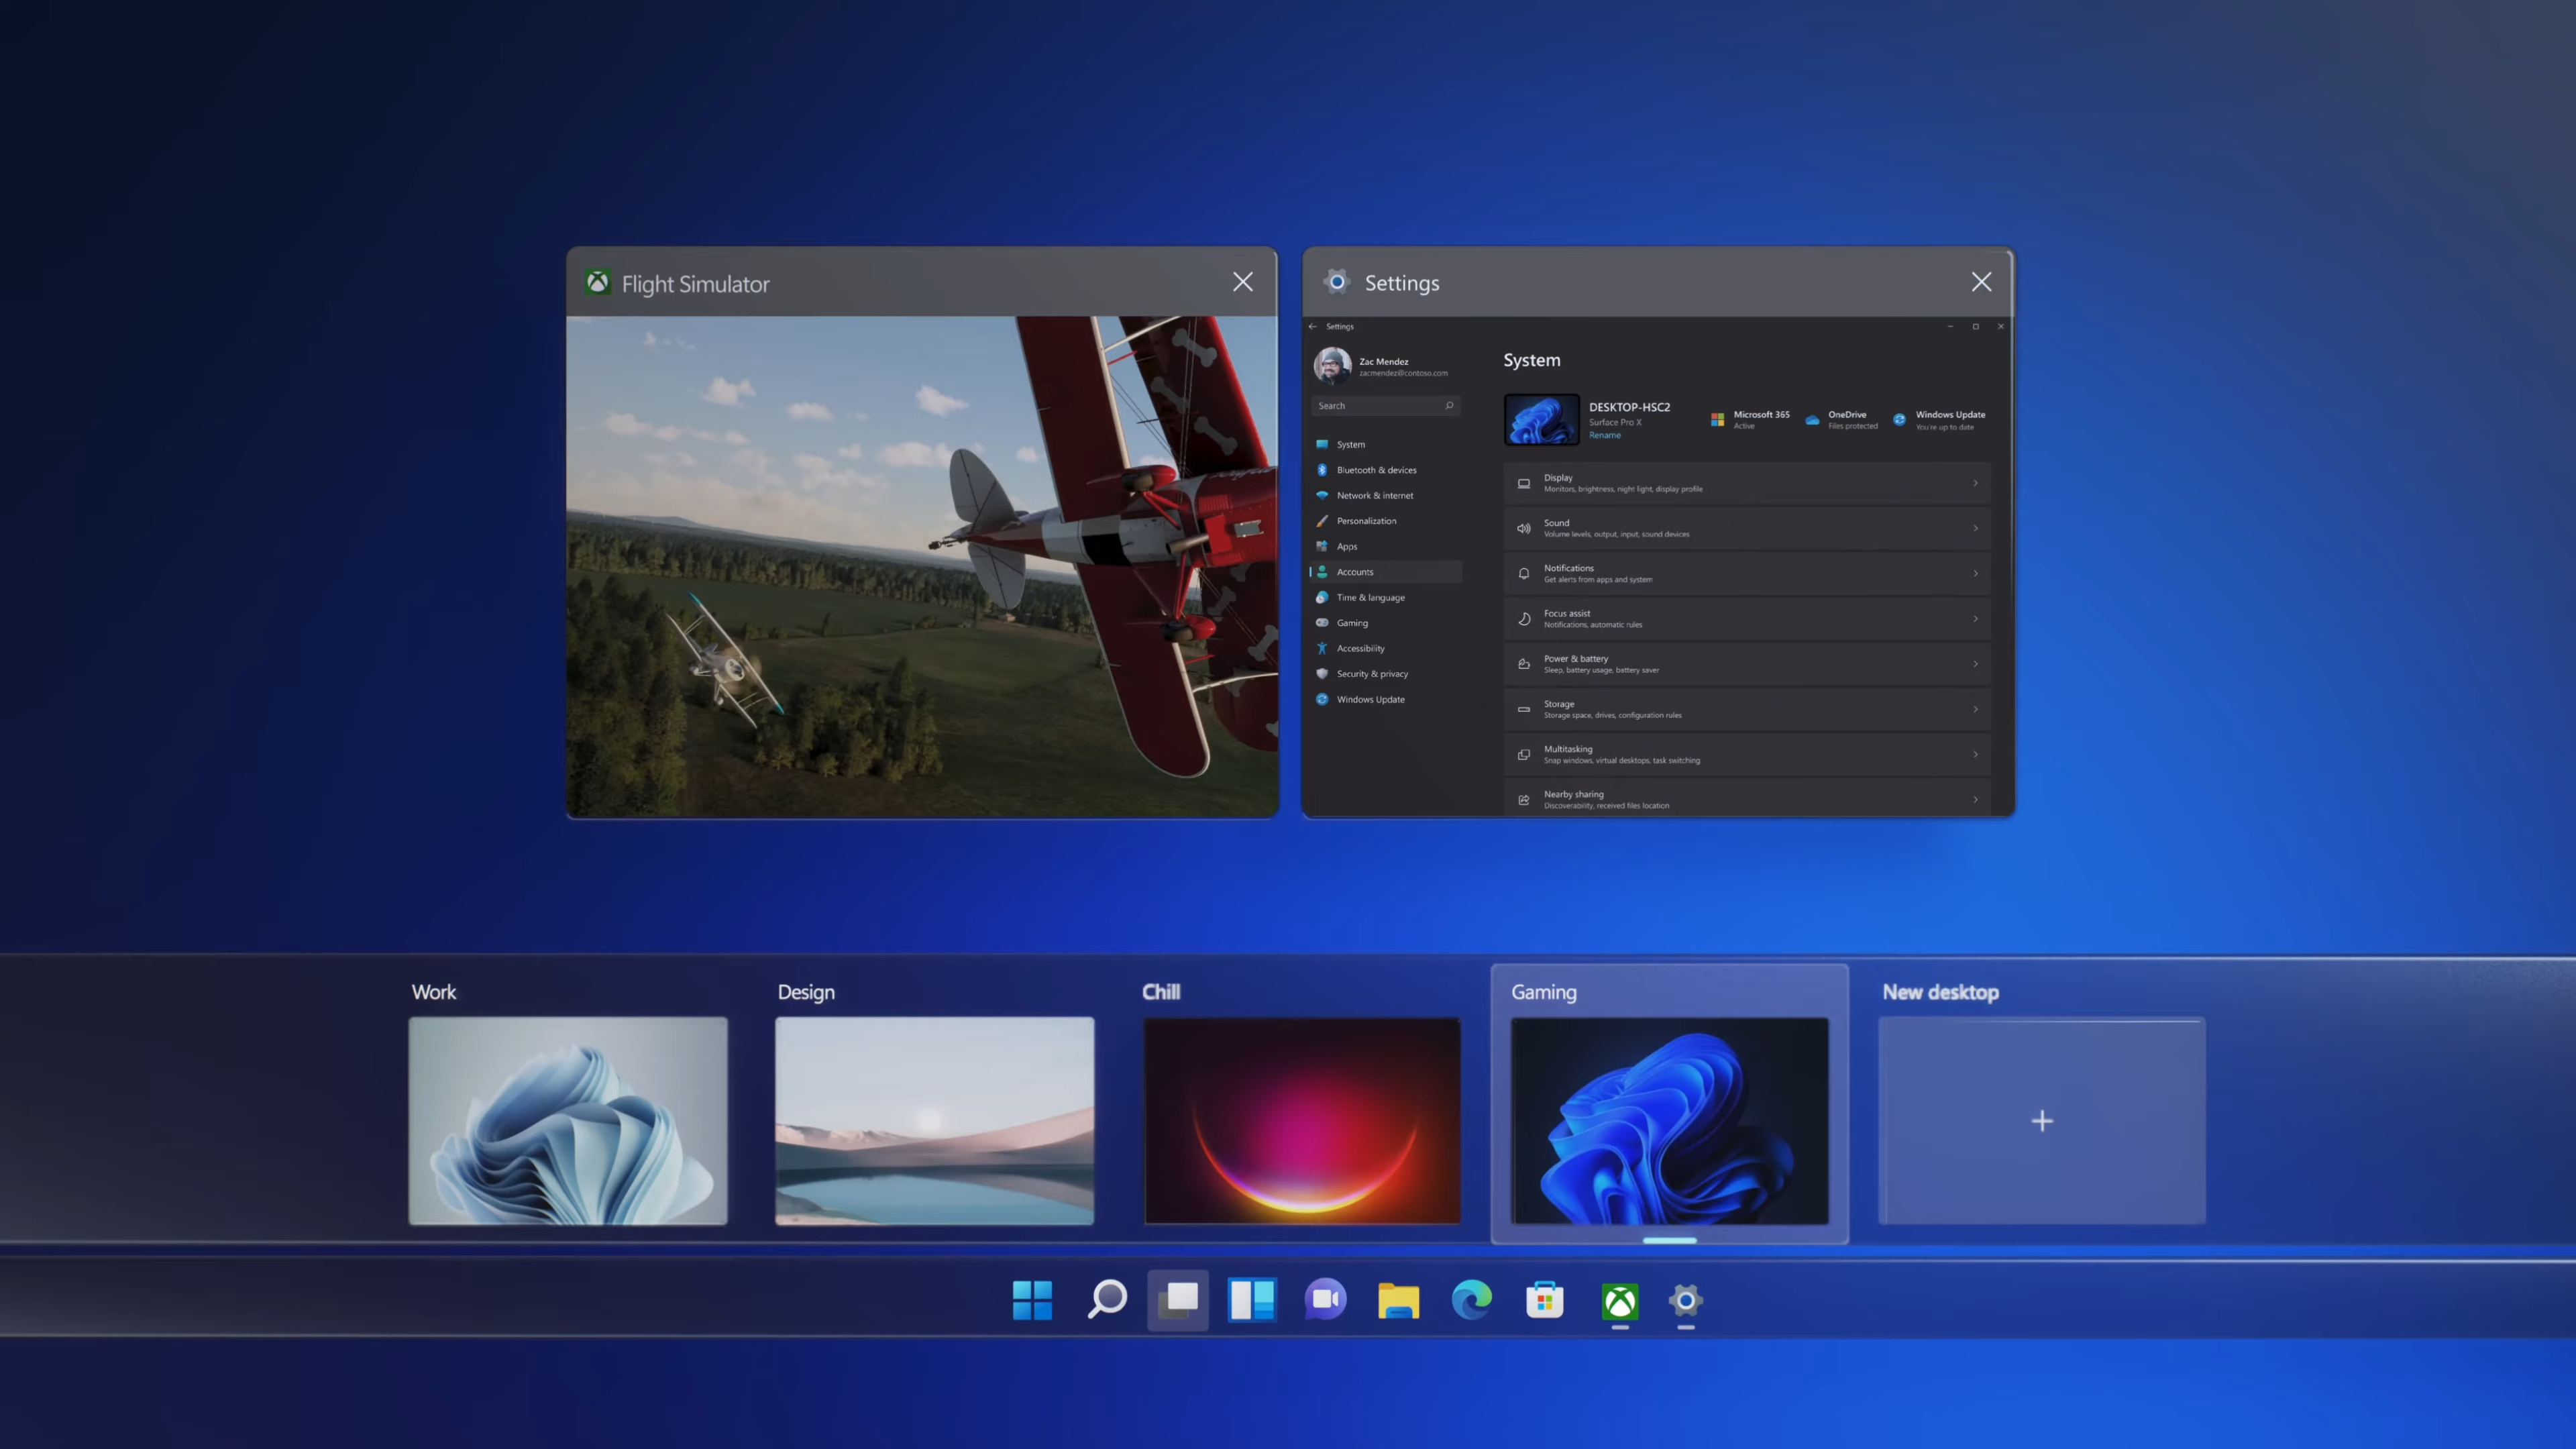 Flight Simulator
Settings
Settings
Zac Mendez
zacmendez@contoso.com
Search
System
Bluetooth & devices
Network & internet
Personalization
Apps
Accounts
Time & language
Gaming
Accessibility
Security & privacy
Windows Update
System
DESKTOP-HSC2
Surface Pro X
Rename
Microsoft 365
Active
OneDrive
Files protected
Windows Update
You're up to date
Display
Monitors, brightness, night light, display profile
Sound
Volume levels, output, input, sound devices
Notifications
Get alerts from apps and system
Focus assist
Notifications, automatic rules
Power & battery
Sleep, battery usage, battery saver
Storage
Storage space, drives, configuration rules
Multitasking
Snap windows, virtual desktops, task switching
Nearby sharing
Discoverability, received files location
Work
Design
Chill
Gaming
New desktop